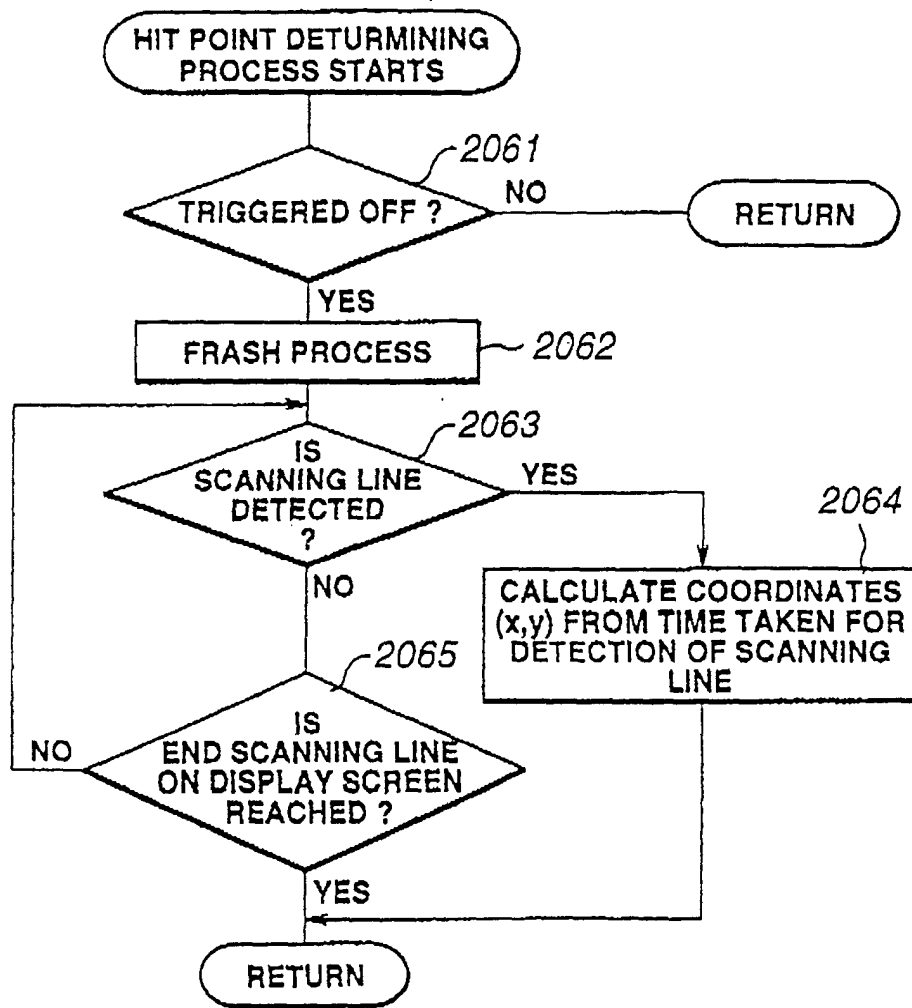 HIT POINT DETURMINING
PROCESS STARTS
2061
TRIGGERED OFF ?
NO
RETURN
YES
FRASH PROCESS
2062
2063
IS
SCANNING LINE
DETECTED
?
YES
NO
2064
CALCULATE COORDINATES
(x,y) FROM TIME TAKEN FOR
DETECTION OF SCANNING
LINE
2065
IS
END SCANNING LINE
ON DISPLAY SCREEN
REACHED ?
NO
YES
RETURN